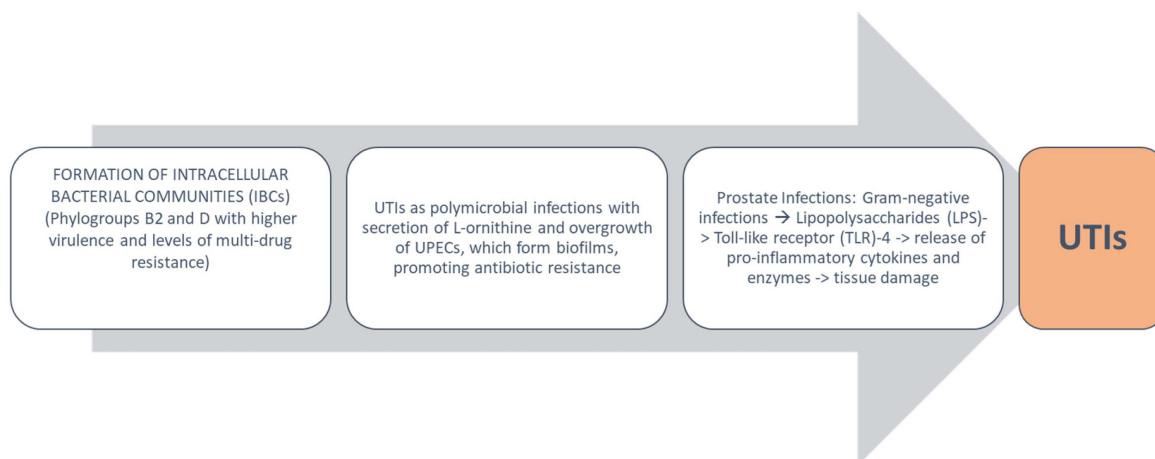 FORMATION OF INTRACELLULAR
BACTERIAL COMMUNITIES (IBCs)
(Phylogroups B2 and D with higher
virulence and levels of multi-drug
resistance)
UTIs as polymicrobial infections with
secretion of L-ornithine and overgrowth
of UPECs, which form biofilms,
promoting antibiotic resistance
Prostate Infections: Gram-negative
infections → Lipopolysaccharides (LPS)-
> Toll-like receptor (TLR)-4 -> release of
pro-inflammatory cytokines and
enzymes -> tissue damage
UTIs